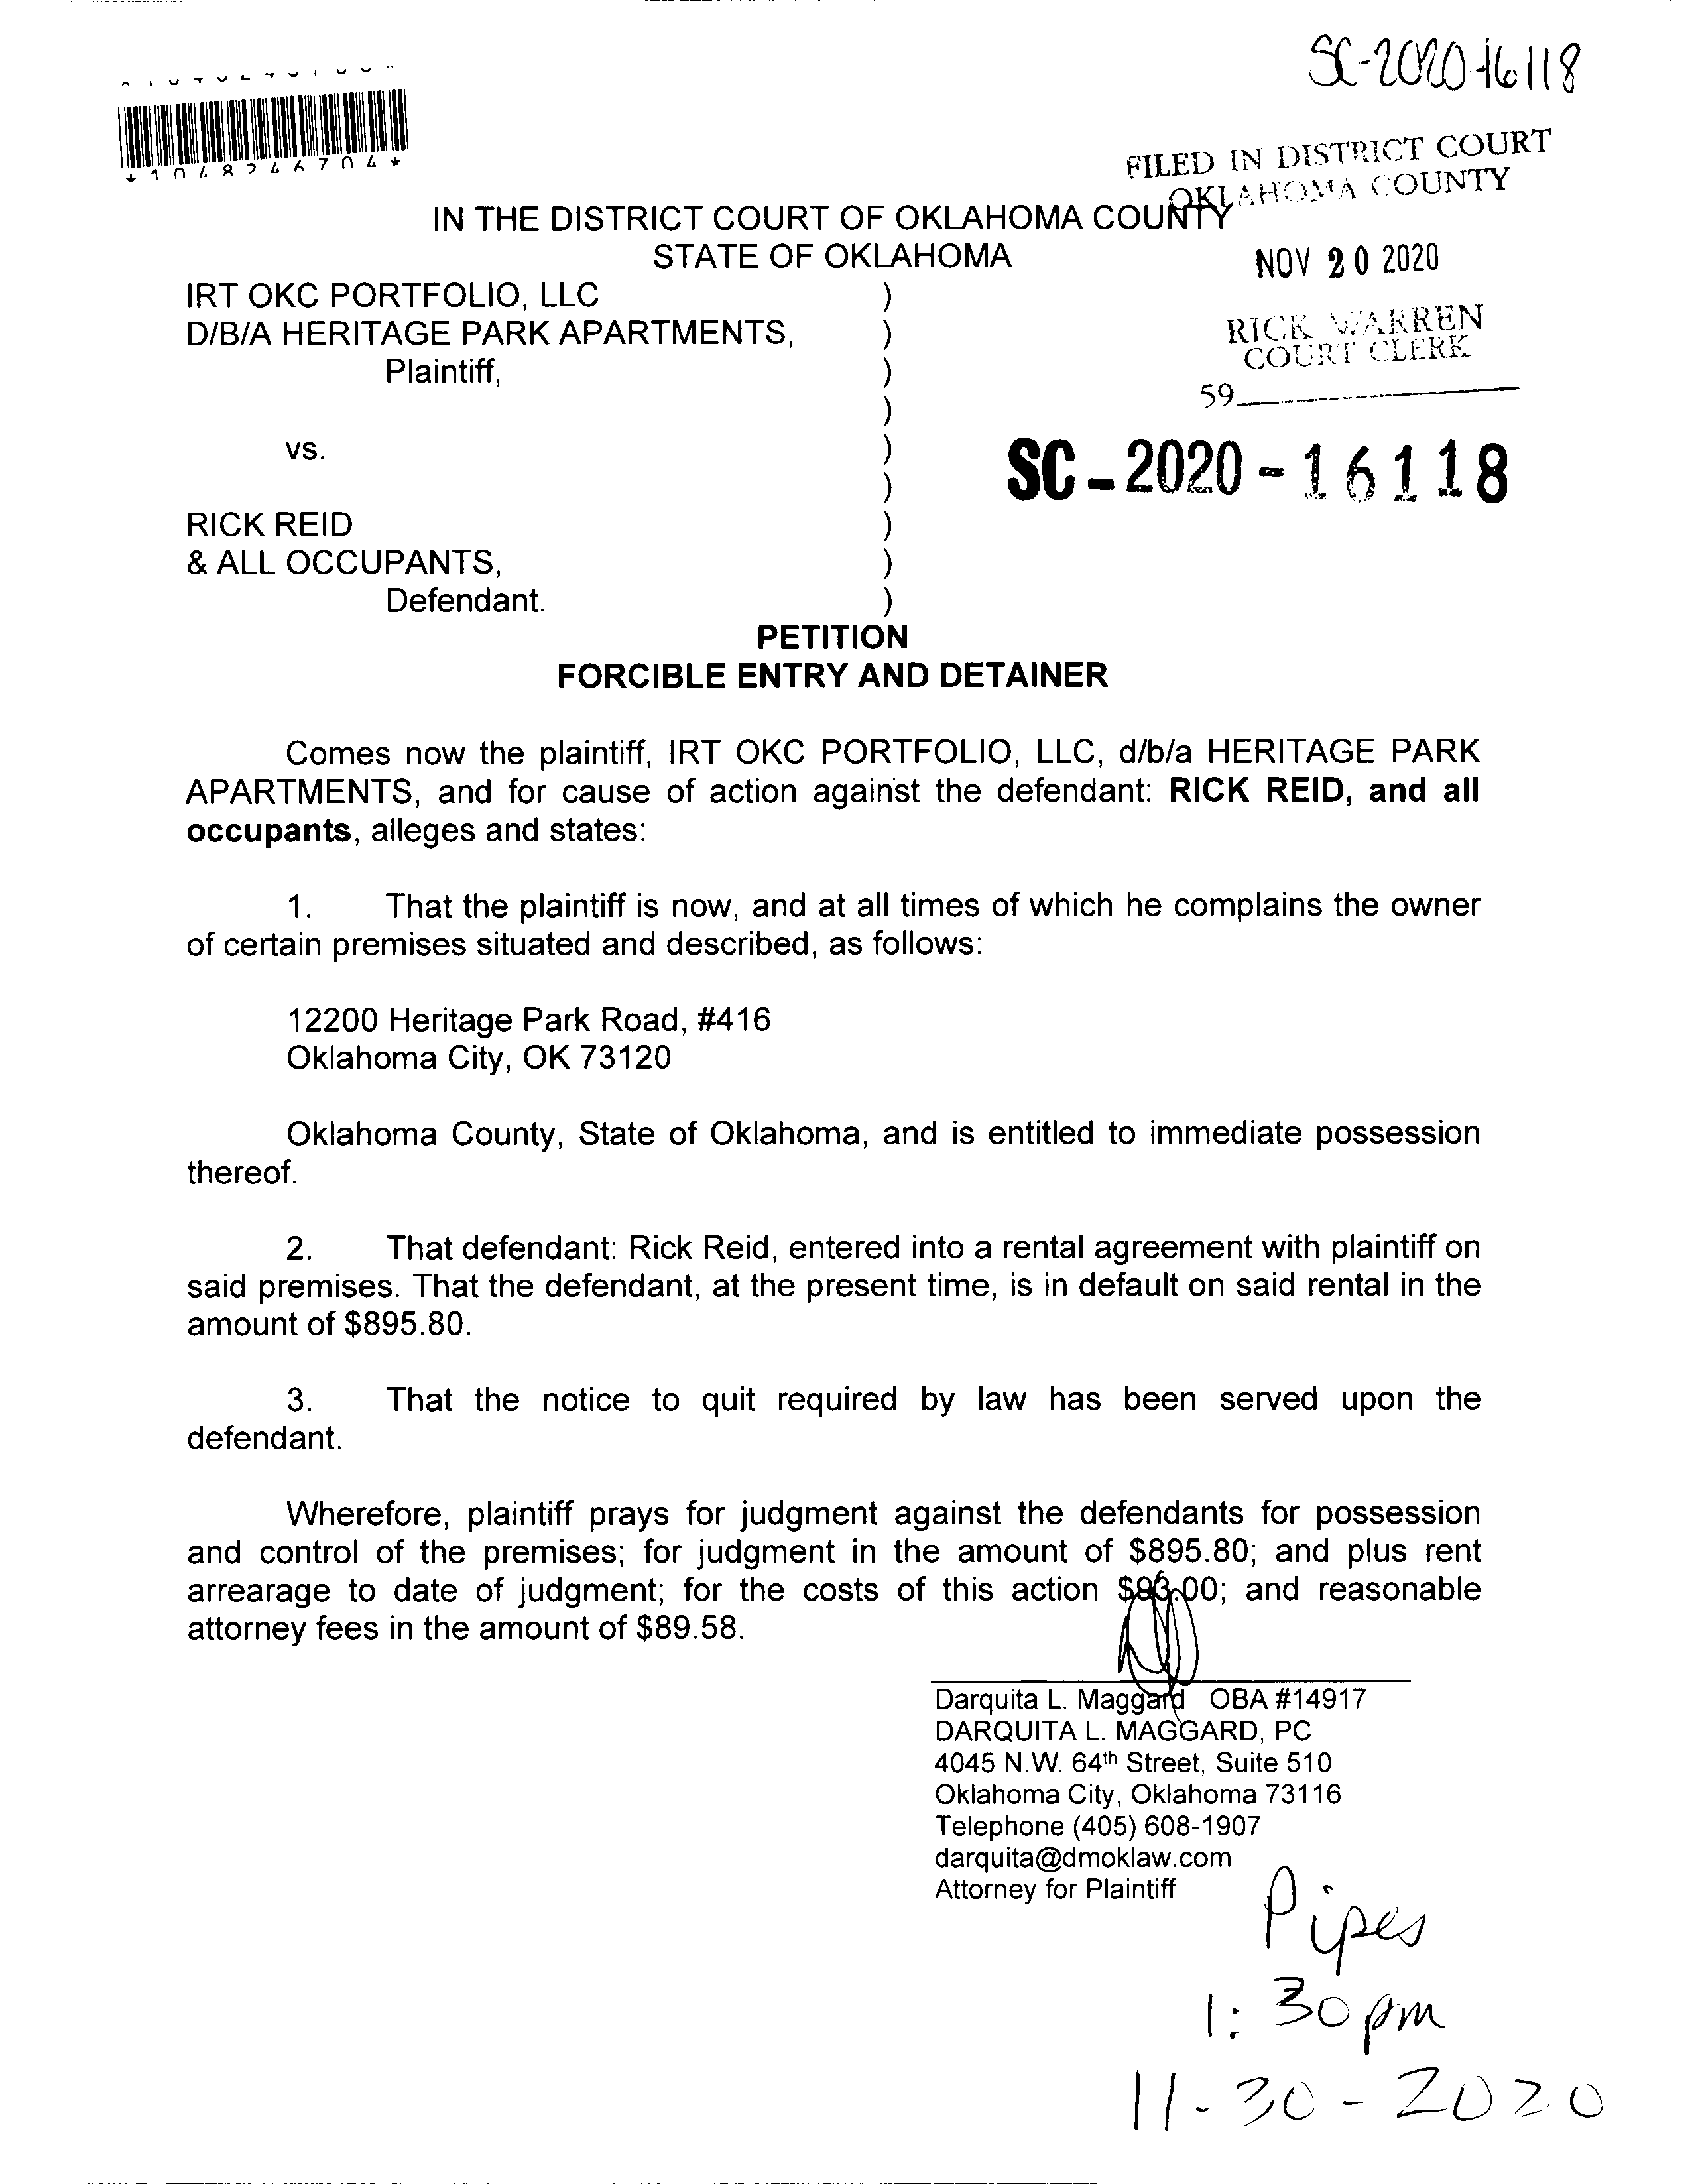 SC-2020-16118
*1048246704*
FILED IN DISTRICT COURT
OKLAHOMA COUNTY
IN THE DISTRICT COURT OF OKLAHOMA COUNTY
STATE OF OKLAHOMA
NOV 20 2020
IRT OKC PORTFOLIO, LLC )
D/B/A HERITAGE PARK APARTMENTS, )
Plaintiff, )
RICK WARREN
COURT CLERK
59
)
vs. )
)
SC-2020-16118
RICK REID )
& ALL OCCUPANTS, )
Defendant. )
PETITION
FORCIBLE ENTRY AND DETAINER
Comes now the plaintiff, IRT OKC PORTFOLIO, LLC, d/b/a HERITAGE PARK
APARTMENTS, and for cause of action against the defendant: RICK REID, and all
occupants, alleges and states:
1. That the plaintiff is now, and at all times of which he complains the owner
of certain premises situated and described, as follows:
12200 Heritage Park Road, #416
Oklahoma City, OK 73120
Oklahoma County, State of Oklahoma, and is entitled to immediate possession
thereof.
2. That defendant: Rick Reid, entered into a rental agreement with plaintiff on
said premises. That the defendant, at the present time, is in default on said rental in the
amount of $895.80.
3. That the notice to quit required by law has been served upon the
defendant.
Wherefore, plaintiff prays for judgment against the defendants for possession
and control of the premises; for judgment in the amount of $895.80; and plus rent
arrearage to date of judgment; for the costs of this action and reasonable
attorney fees in the amount of $89.58.
Darquita L. Maggard OBA #14917
DARQUITA L. MAGGARD, PC
4045 N.W. 64th Street, Suite 510
Oklahoma City, Oklahoma 73116
Telephone (405) 608-1907
darquita@dmoklaw.com
Attorney for Plaintiff
Pipes
1:30pm
11-30-2020